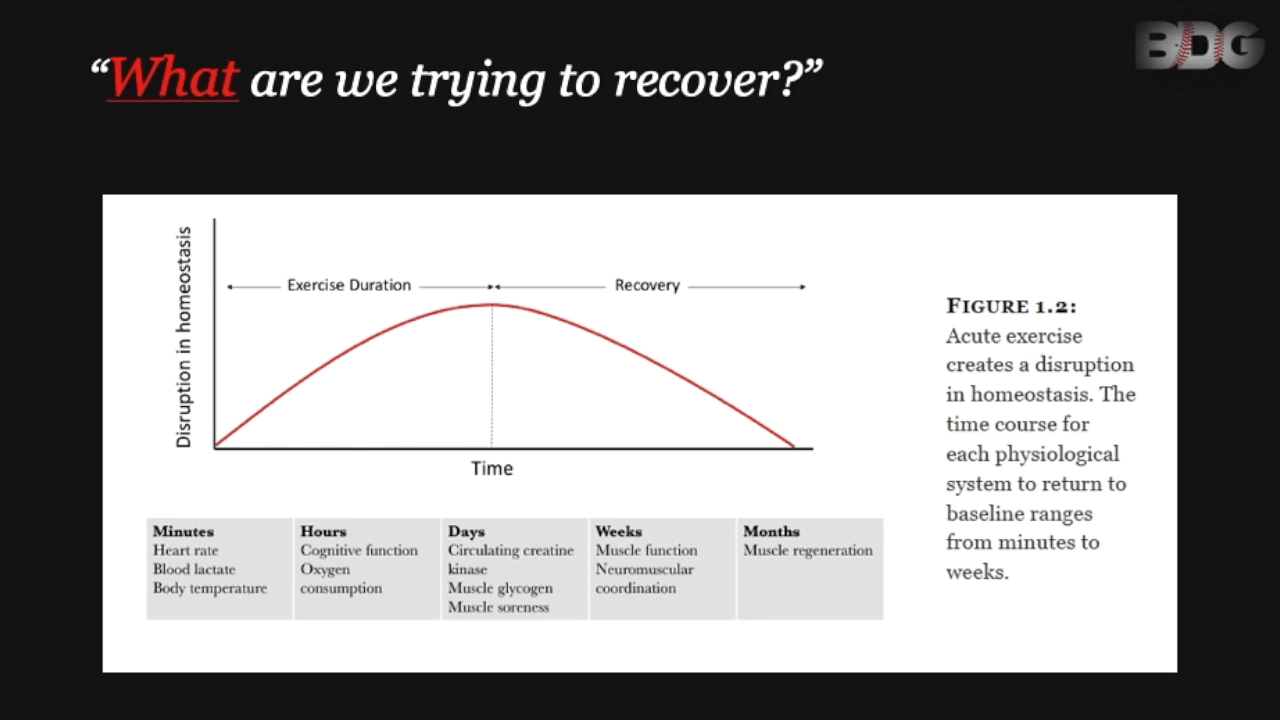 “What are we trying to recover?”
BDG
Disruption in homeostasis
Exercise Duration
Recovery
Time
FIGURE 1.2:
Acute exercise
creates a disruption
in homeostasis. The
time course for
each physiological
system to return to
baseline ranges
from minutes to
weeks.
Minutes
Heart rate
Blood lactate
Body temperature
Hours
Cognitive function
Oxygen
consumption
Days
Circulating creatine
kinase
Muscle glycogen
Muscle soreness
Weeks
Muscle function
Neuromuscular
coordination
Months
Muscle regeneration